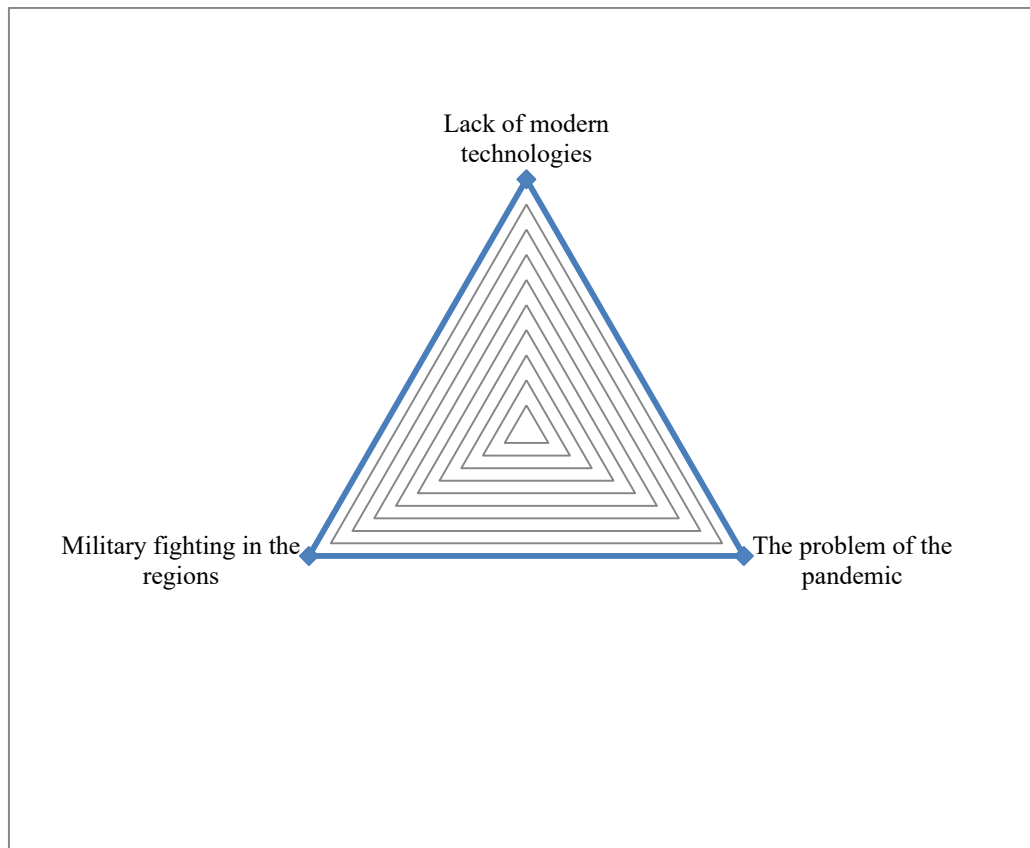 Lack of modern
technologies
Military fighting in the
regions
The problem of the
pandemic